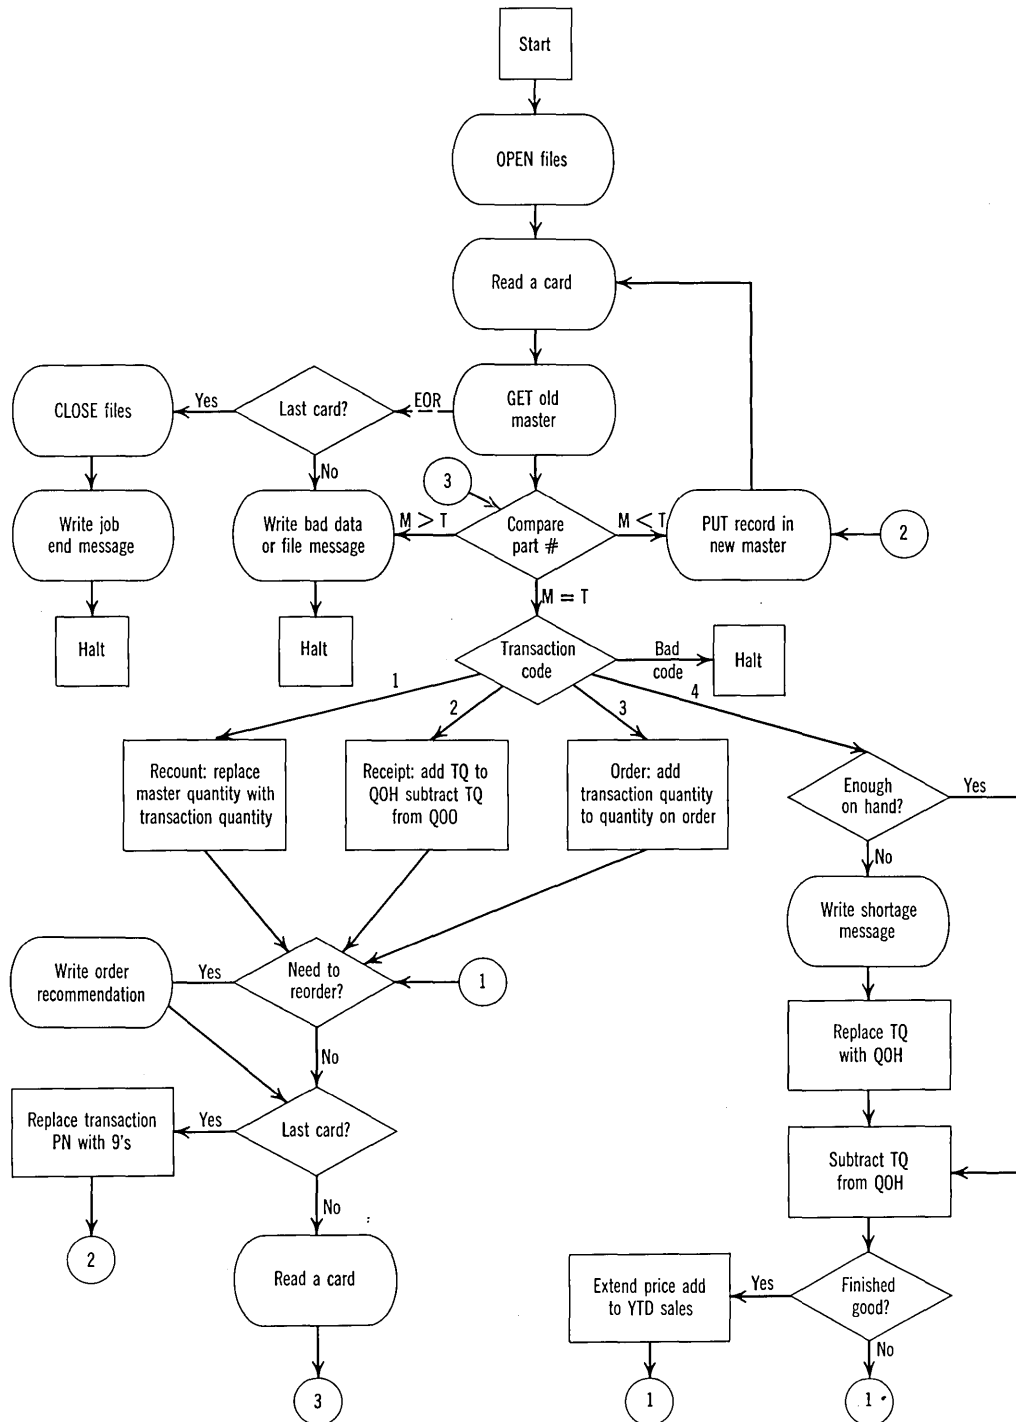 Start
OPEN files
Read a card
CLOSE files
Yes
Last card?
EOR
GET old
master
No
3
Write job
end message
Write bad data
or file message
M > T
Compare
part #
M < T
PUT record in
new master
2
M = T
Halt
Halt
Transaction
code
Bad
code
Halt
1
2
3
4
Recount: replace
master quantity with
transaction quantity
Receipt: add TQ to
QOH subtract TQ
from QOO
Order: add
transaction quantity
to quantity on order
Enough
on hand?
Yes
No
Write shortage
message
Write order
recommendation
Yes
Need to
reorder?
1
No
Replace TQ
with QOH
Replace transaction
PN with 9's
Yes
Last card?
No
Subtract TQ
from QOH
2
Read a card
Extend price add
to YTD sales
Yes
Finished
good?
No
3
1
1